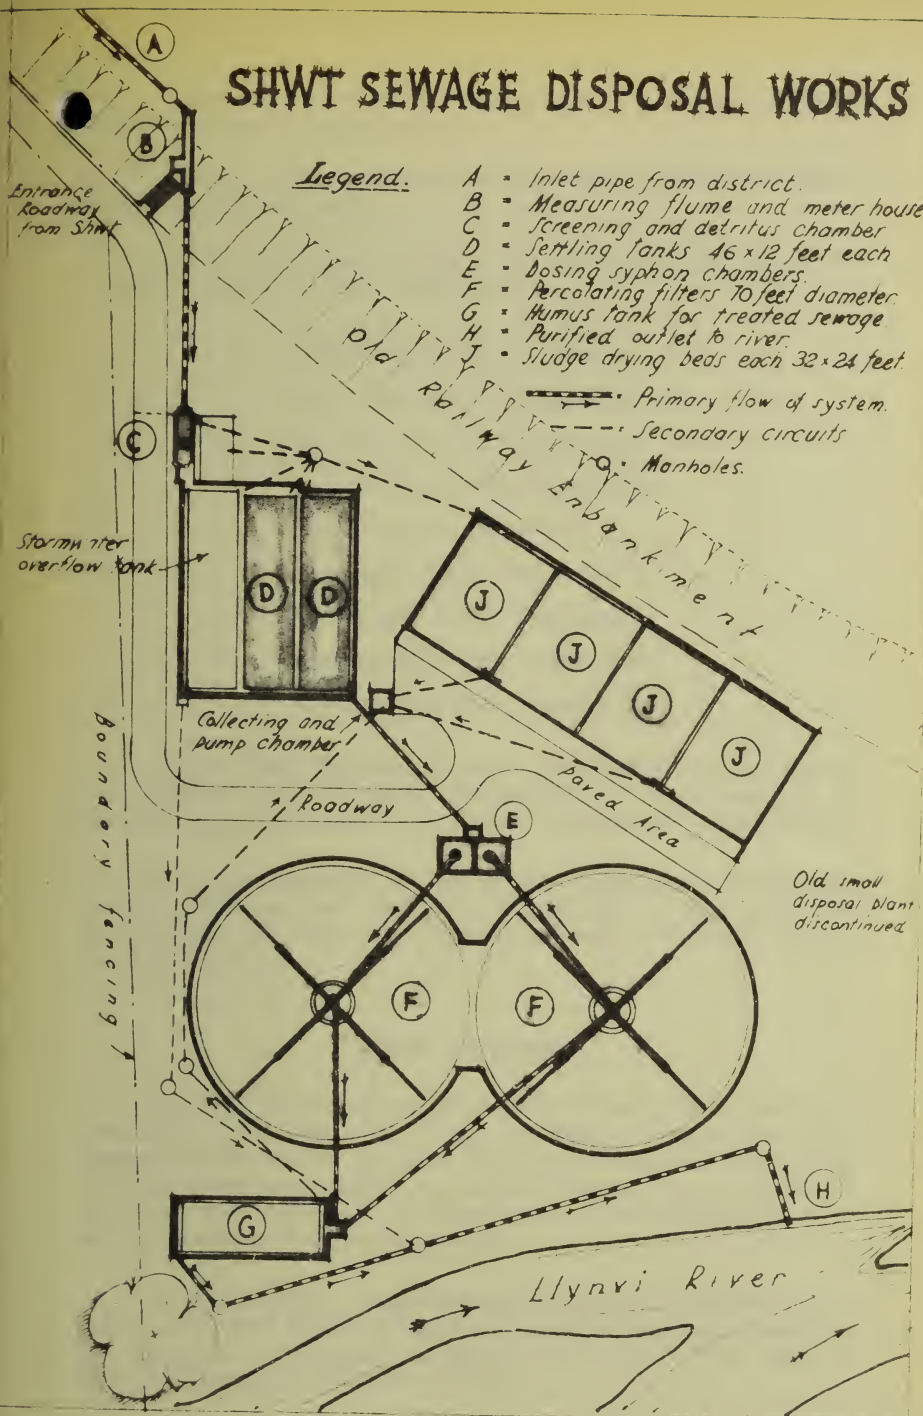 SHWT SEWAGE DISPOSAL WORKS
Legend.
A = Inlet pipe from district.
B = Measuring flume and meter house
C = Screening and detritus chamber
D = Settling tanks 46 x 12 feet each
E = Dosing syphon chambers.
F = Percolating filters 70 feet diameter.
G = Humus tank for treated sewage
H = Purified outlet to river.
J = Sludge drying beds each 32 x 24 feet.
Primary flow of system.
Secondary circuits
Manholes.
A
B
Entrance
Roadway
from Shwt
Old Railway Embankment
C
Stormwater
overflow tank
D
D
J
J
J
J
Collecting and
pump chamber
Roadway
Paved Area
E
Boundary fencing
Old small
disposal plant
discontinued
F
F
G
H
Llynvi River